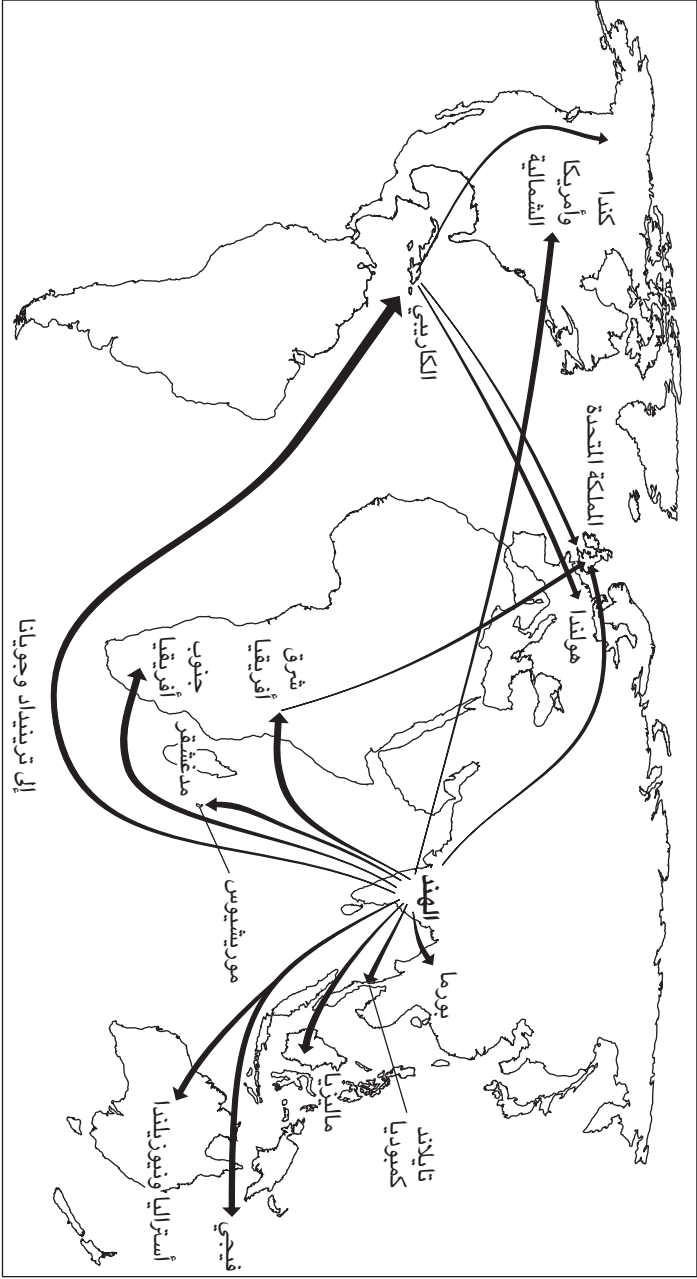 كندا
وأمريكا
الشمالية
المملكة المتحدة
هولندا
الكاريبي
الهند
بورما
تايلاند
كمبوديا
ماليزيا
شرق
أفريقيا
جنوب
أفريقيا
مدغشقر
موريشيوس
فيجي
أستراليا ونيوزيلندا
إلى ترينيداد وجويانا